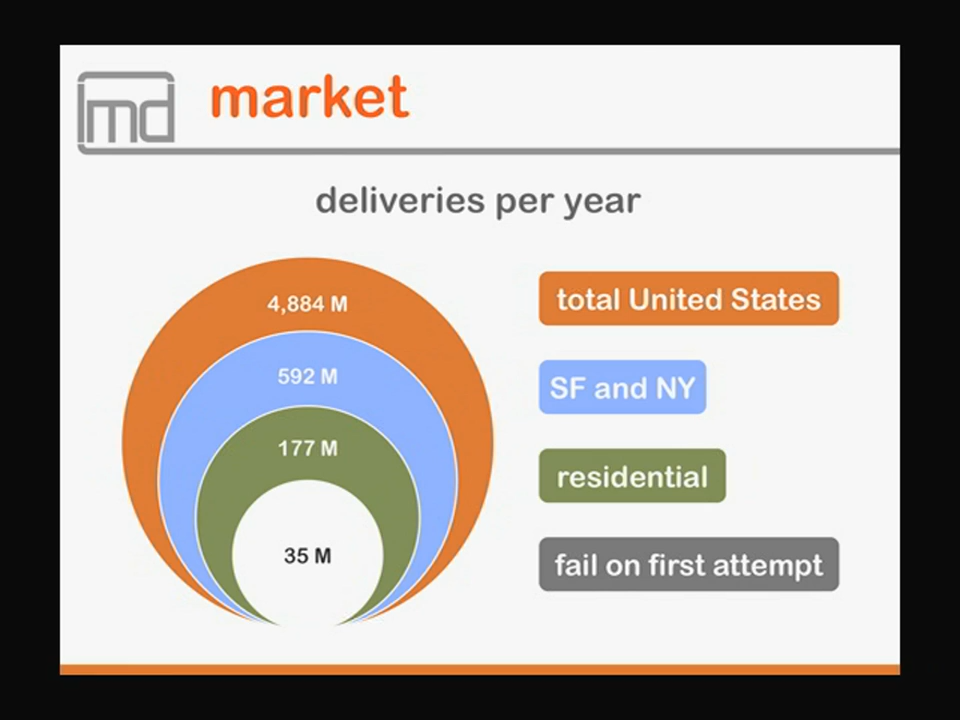 lmd
market
deliveries per year
4,884 M
592 M
177 M
35 M
total United States
SF and NY
residential
fail on first attempt